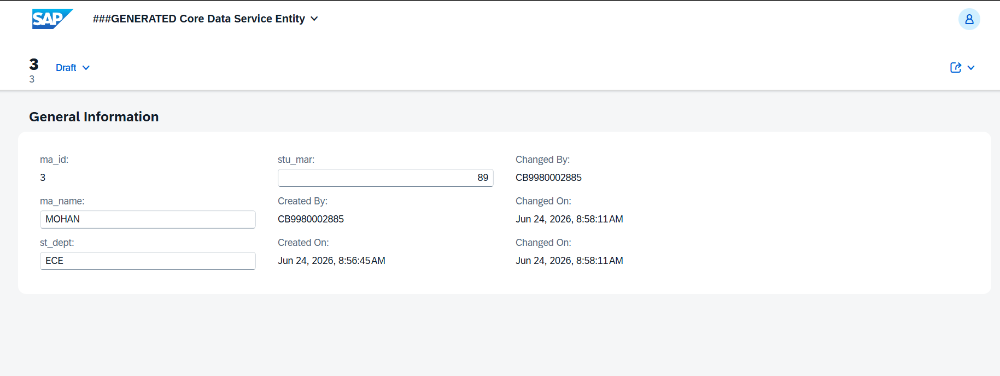 SAP
###GENERATED Core Data Service Entity
3
Draft
3
General Information
ma_id:
3
ma_name:
MOHAN
st_dept:
ECE
stu_mar:
89
Created By:
CB9980002885
Created On:
Jun 24, 2026, 8:56:45 AM
Changed By:
CB9980002885
Changed On:
Jun 24, 2026, 8:58:11 AM
Changed On:
Jun 24, 2026, 8:58:11 AM